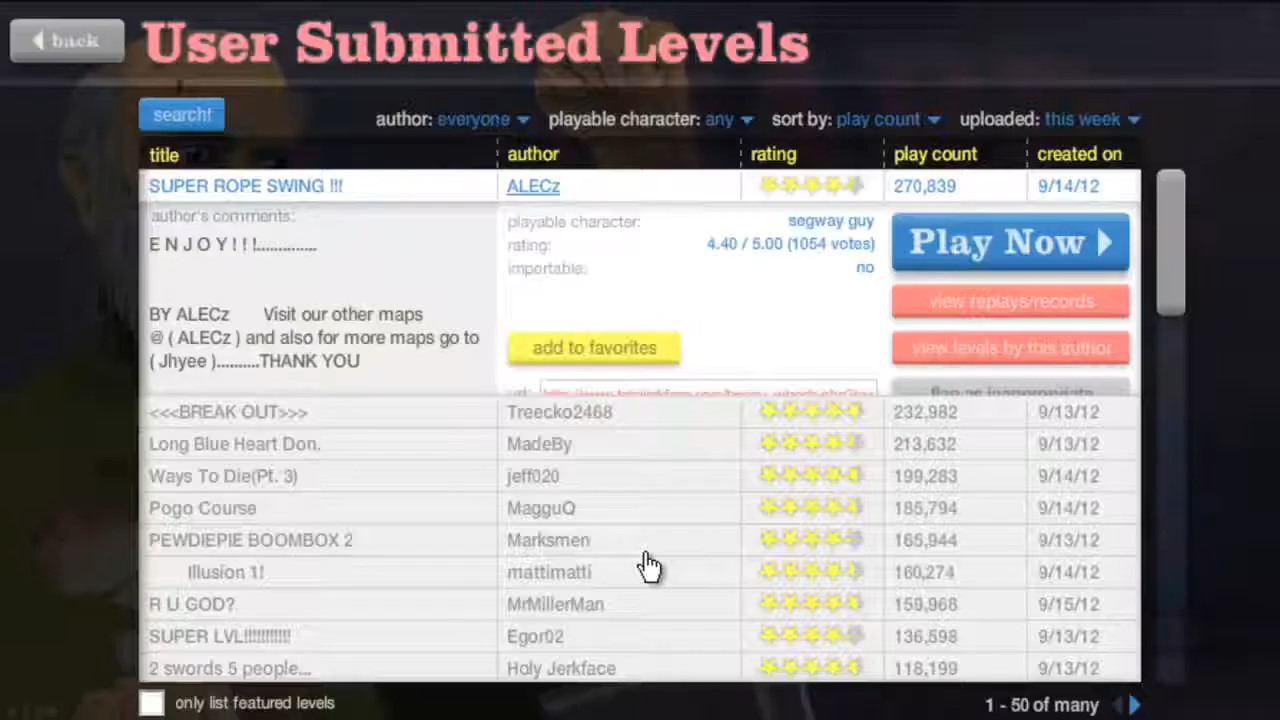 back
User Submitted Levels
search!
author: everyone playable character: any sort by: play count uploaded: this week
title author rating play count created on
SUPER ROPE SWING !!! ALECz 270,839 9/14/12
author's comments:
E N J O Y ! ! !..............
BY ALECz Visit our other maps
@ ( ALECz ) and also for more maps go to
( Jhyee )..........THANK YOU
playable character: segway guy
rating: 4.40 / 5.00 (1054 votes)
importable: no
add to favorites
Play Now
view replays/records
view levels by this author
flag as inappropriate
<<<BREAK OUT>>> Treecko2468 232,982 9/13/12
Long Blue Heart Don. MadeBy 213,632 9/13/12
Ways To Die(Pt. 3) jeff020 199,283 9/14/12
Pogo Course MagguQ 185,794 9/14/12
PEWDIEPIE BOOMBOX 2 Marksmen 165,944 9/13/12
Illusion 1! mattimatti 160,274 9/14/12
R U GOD? MrMillerMan 159,968 9/15/12
SUPER LVL!!!!!!!!!!! Egor02 136,598 9/13/12
2 swords 5 people... Holy Jerkface 118,199 9/13/12
only list featured levels
1 - 50 of many